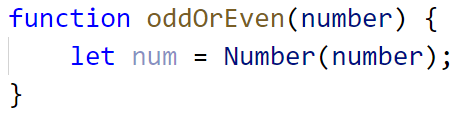 function oddOrEven(number) {
    let num = Number(number);
}